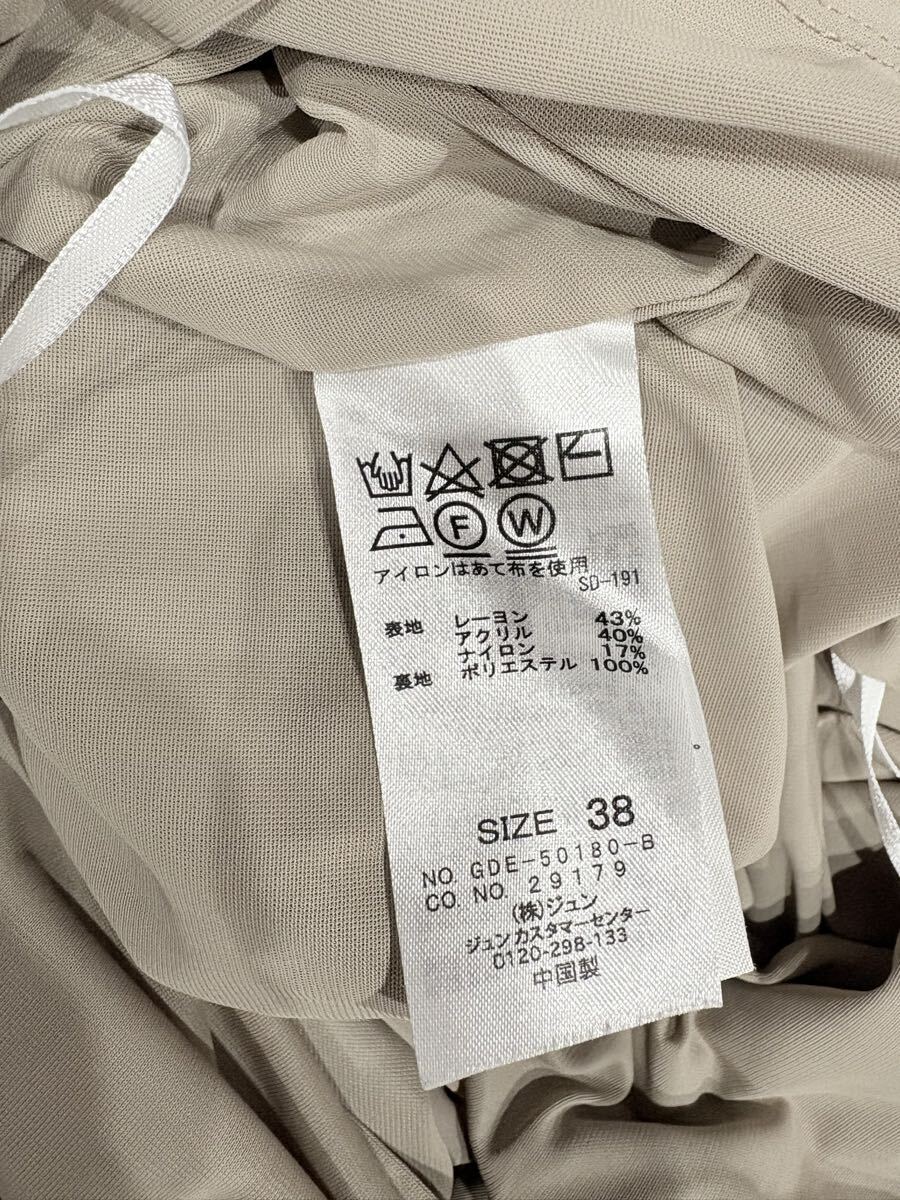 F W
アイロンはあて布を使用
SD-191
表地 レーヨン 43%
アクリル 40%
ナイロン 17%
裏地 ポリエステル 100%
SIZE 38
NO. GDE-50180-B
CO. NO. 29179
(株)ジュン
ジュンカスタマーセンター
0120-298-133
中国製